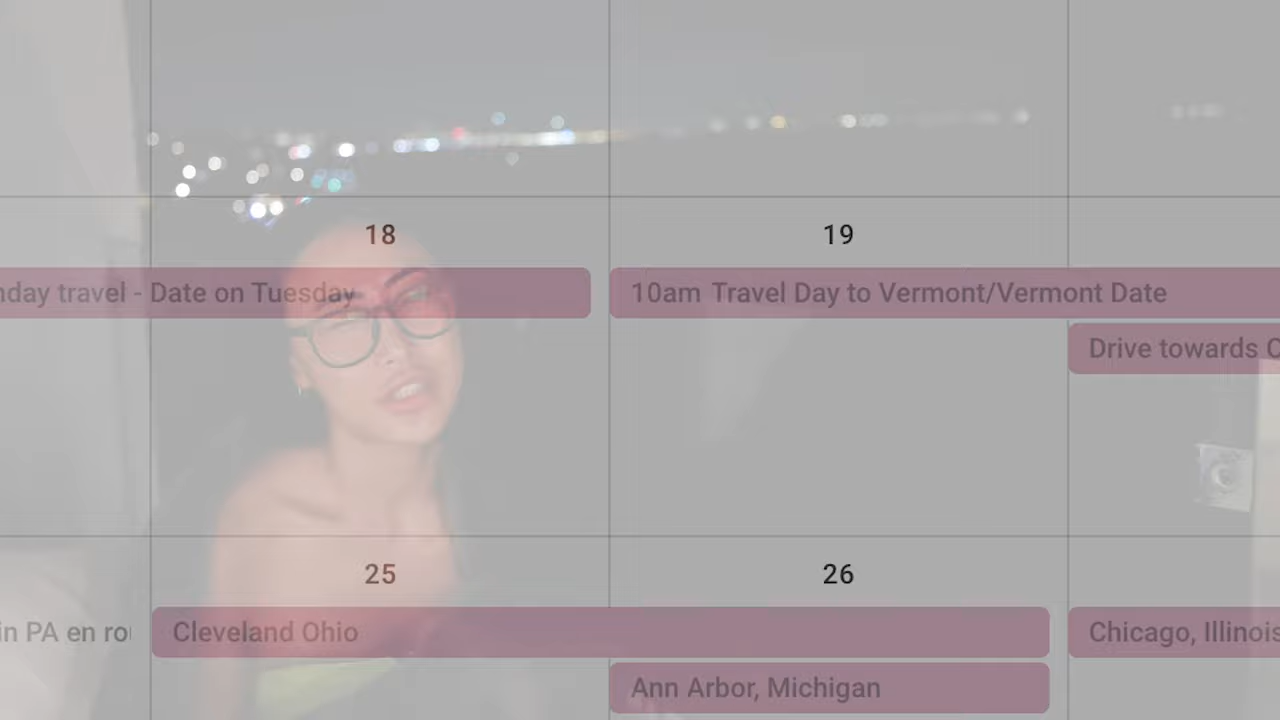 18
19
nday travel - Date on Tuesday
10am Travel Day to Vermont/Vermont Date
Drive towards
25
26
in PA en
Cleveland Ohio
Chicago, Illinois
Ann Arbor, Michigan